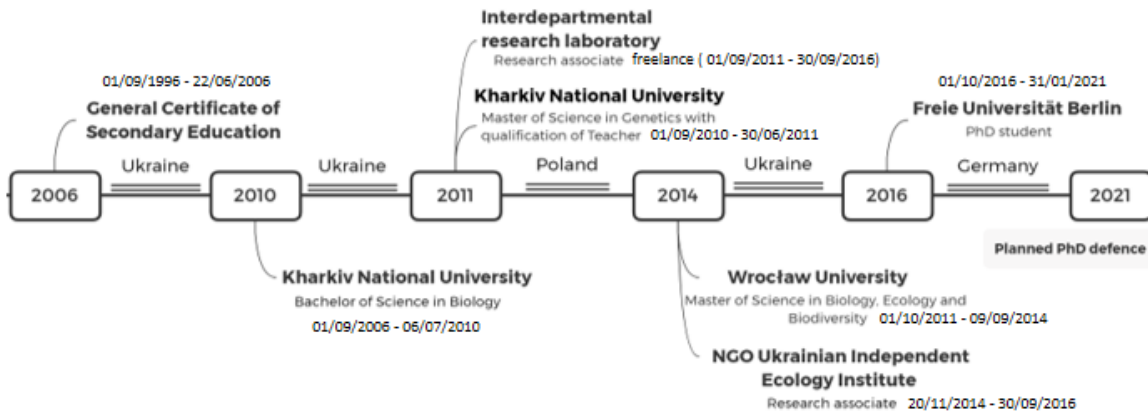 Interdepartmental
research laboratory
Research associate freelance ( 01/09/2011 - 30/09/2016)
01/09/1996 - 22/06/2006
General Certificate of
Secondary Education
Kharkiv National University
Master of Science in Genetics with
qualification of Teacher 01/09/2010 - 30/06/2011
01/10/2016 - 31/01/2021
Freie Universität Berlin
PhD student
Ukraine
Ukraine
Poland
Ukraine
Germany
2006
2010
2011
2014
2016
2021
Planned PhD defence
Kharkiv National University
Bachelor of Science in Biology
01/09/2006 - 06/07/2010
Wrocław University
Master of Science in Biology, Ecology and
Biodiversity 01/10/2011 - 09/09/2014
NGO Ukrainian Independent
Ecology Institute
Research associate 20/11/2014 - 30/09/2016